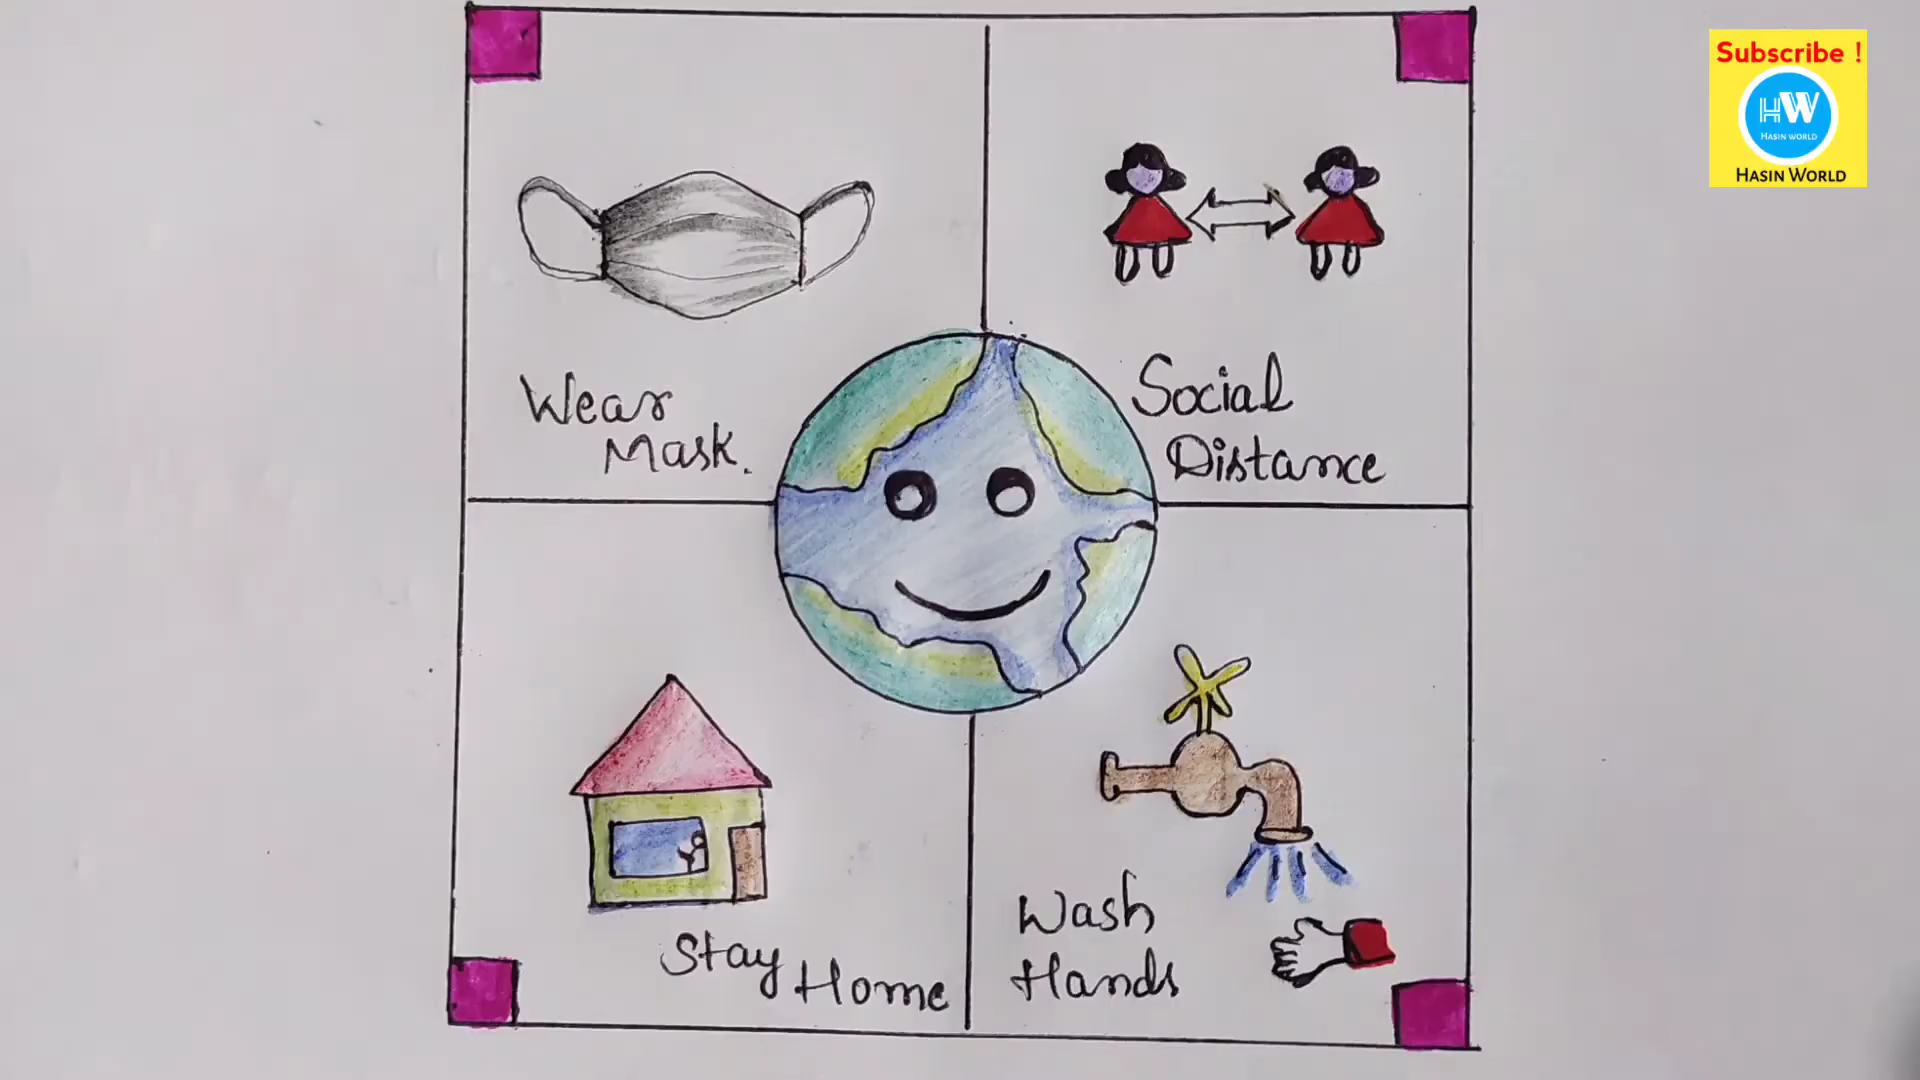 Subscribe !
HW
HASIN WORLD
HASIN WORLD
Wear
Mask.
Social
Distance
Stay
Home
Wash
Hands